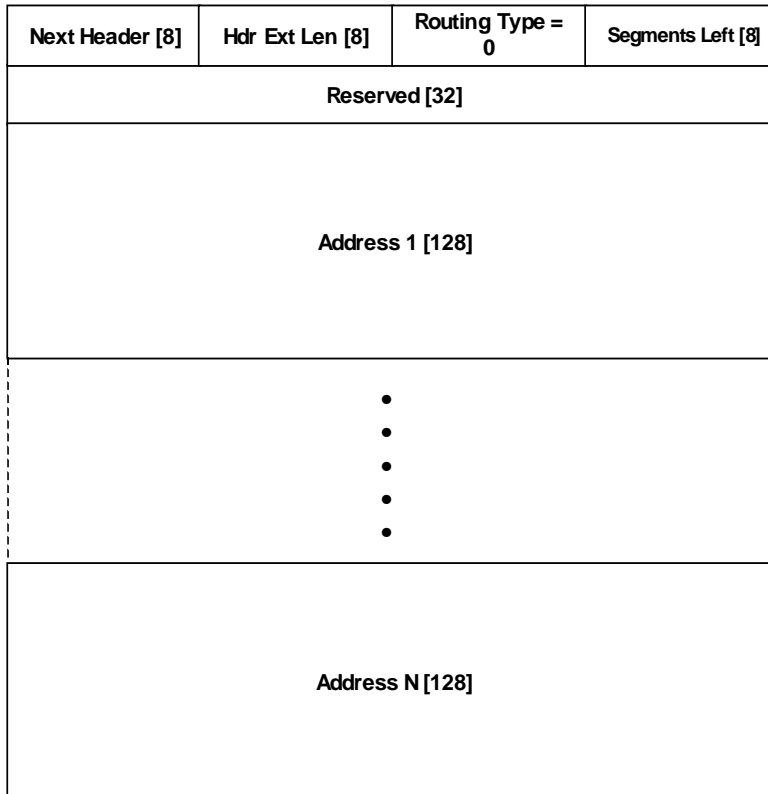 Next Header [8]
Hdr Ext Len [8]
Routing Type =
0
Segments Left [8]
Reserved [32]
Address 1 [128]
Address N [128]